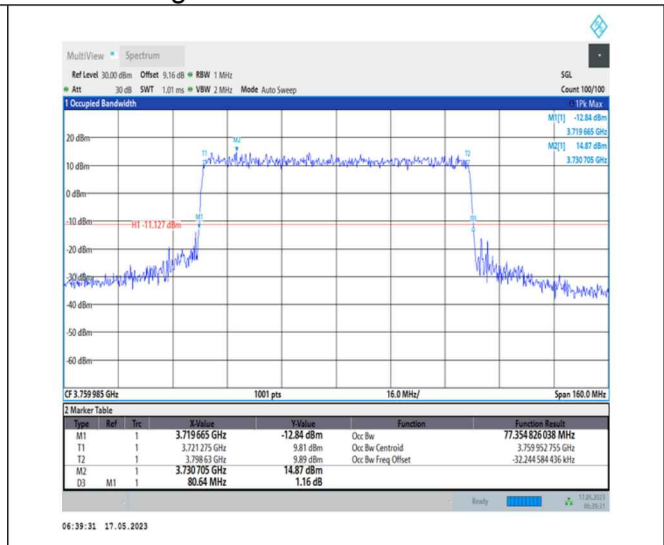 MultiView Spectrum
Ref Level 30.00 dBm Offset 9.16 dB RBW 1 MHz SGL
Att 30 dB SWT 1.01 ms VBW 2 MHz Mode Auto Sweep Count 100/100
1 Occupied Bandwidth 1Pk Max
M1[1] -12.84 dBm
3.719 665 GHz
M2[1] 14.87 dBm
3.730 705 GHz
20 dBm
M2
T1 T2
10 dBm
0 dBm
-10 dBm
H1 -11.127 dBm
M1
-20 dBm
-30 dBm
-40 dBm
-50 dBm
-60 dBm
CF 3.759 985 GHz 1001 pts 16.0 MHz/ Span 160.0 MHz
2 Marker Table
Type Ref Trc X-Value Y-Value Function Function Result
M1 1 3.719 665 GHz -12.84 dBm Occ Bw 77.354 826 038 MHz
T1 1 3.721 275 GHz 9.81 dBm Occ Bw Centroid 3.759 952 755 GHz
T2 1 3.798 63 GHz 9.89 dBm Occ Bw Freq Offset -32.244 584 436 kHz
M2 1 3.730 705 GHz 14.87 dBm
D3 M1 1 80.64 MHz 1.16 dB
Ready 17.05.2023
06:39:31
06:39:31 17.05.2023